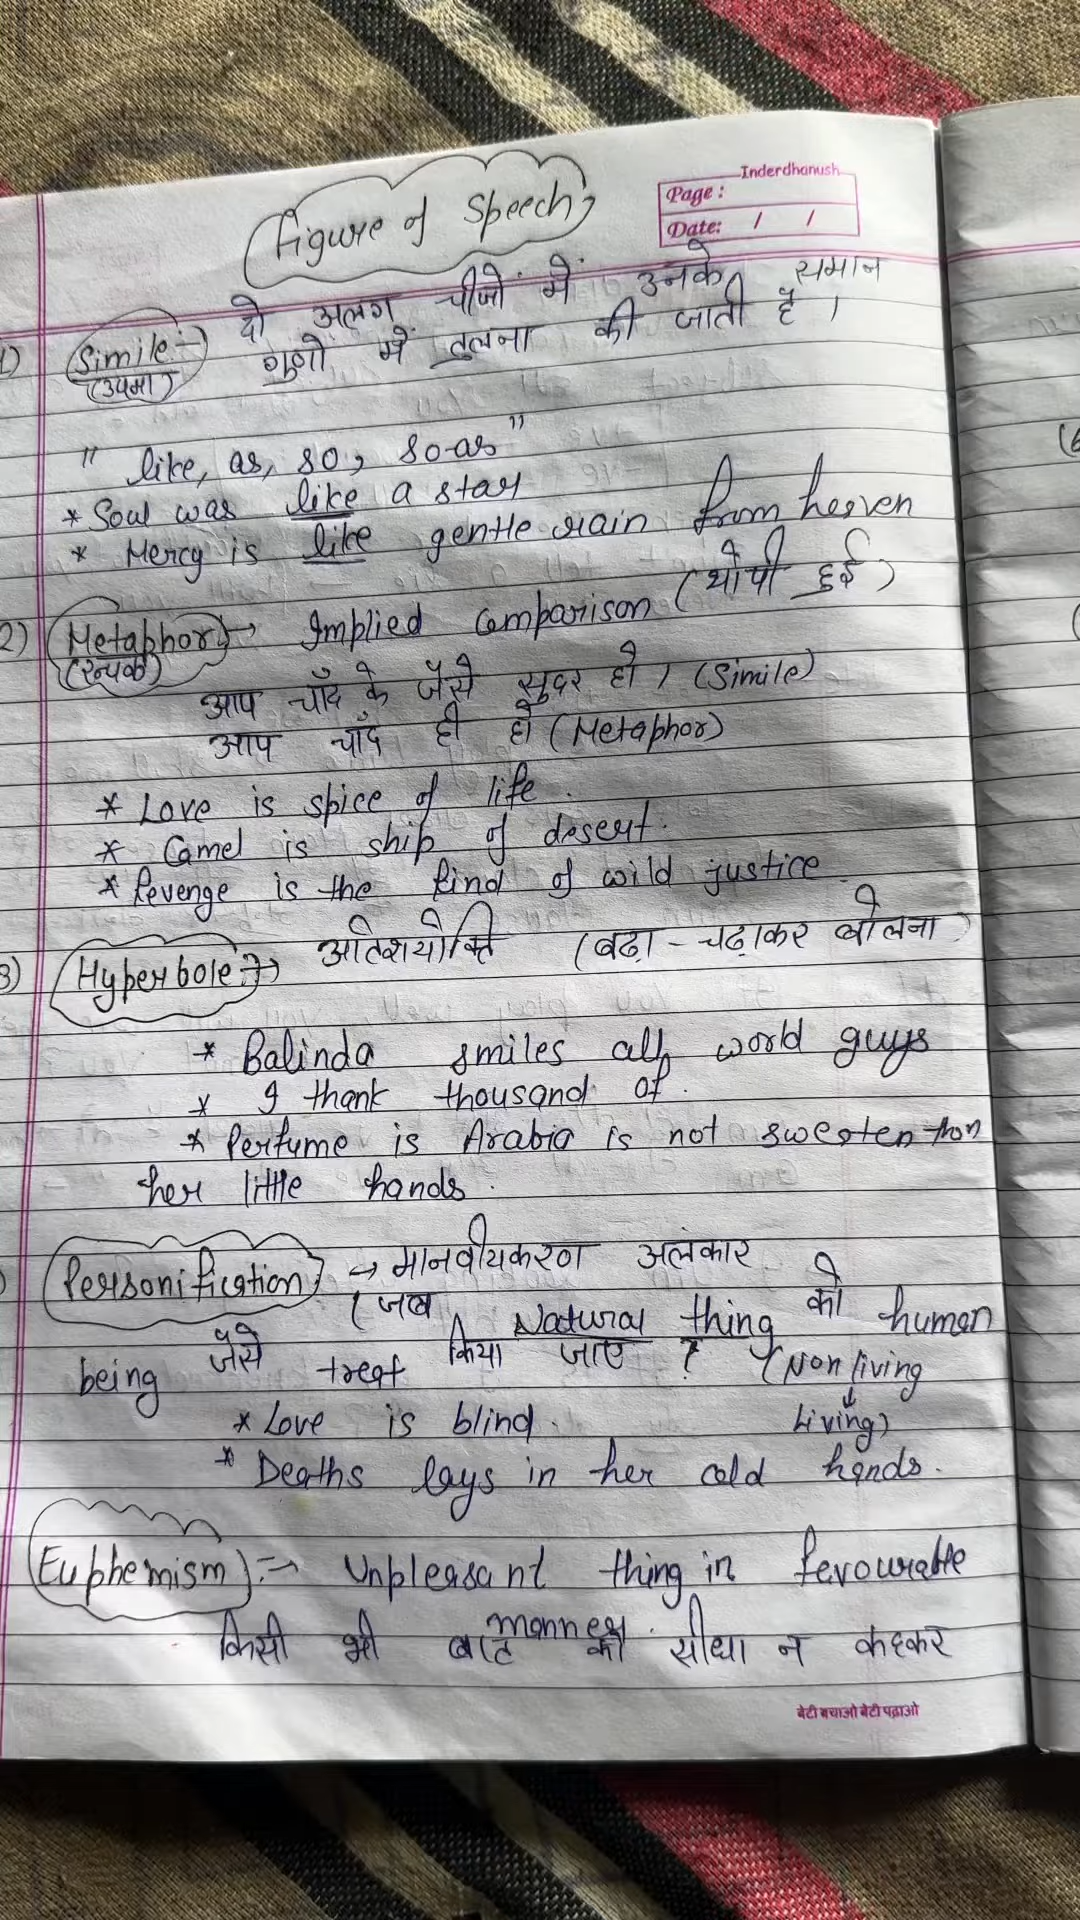 Inderdhanush
Page :
Date: / /
Figure of Speech
1) Simile :→ दो अलग चीजों में उनके समान
(उपमा) गुणों में तुलना की जाती है ।
" like, as, so, so-as "
* Soul was like a star
* Mercy is like gentle rain from heaven
2) Metaphor → Implied Comparison (थोपी हुई)
(रूपक)
आप चाँद के जैसे सुदर हो । (Simile)
आप चाँद ही हो (Metaphor)
* Love is spice of life .
* Camel is ship of desert.
* Revenge is the kind of wild justice
3) Hyperbole :→ अतिशयोक्ति (बढ़ा - चढ़ाकर बोलना)
* Balinda smiles all world guys
* I thank thousand of .
* Perfume is Arabia is not sweeten than
her little hands .
Personification → मानवीयकरण अलंकार
(जब Natural thing को human
being जैसे treat किया जाए ? (Non living
↓
* Love is blind . Living)
* Deaths lays in her cold hands .
Euphemism :→ Unpleasant thing in favourable
manner .
किसी भी बात को सीधा न कहकर
बेटी बचाओ बेटी पढ़ाओ